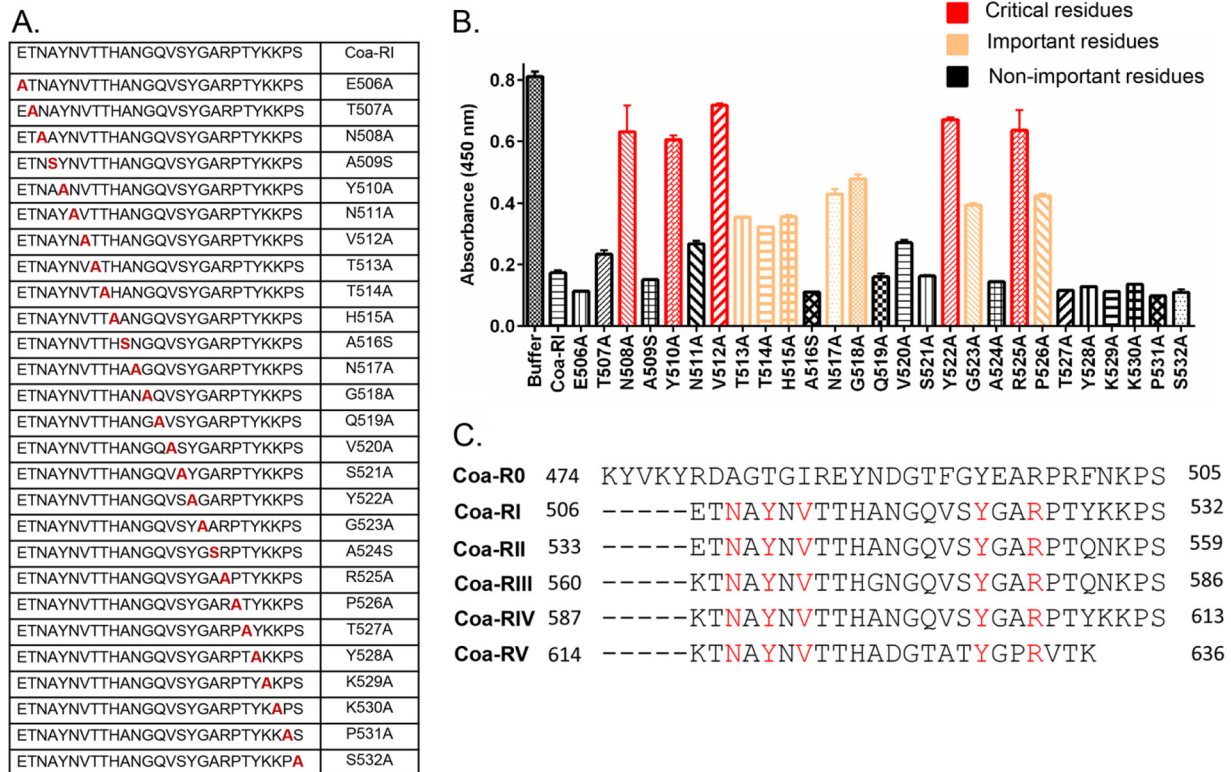 A.
ETNAYNVTTHANGQVSYGARPTYKKPS Coa-RI
ATNAYNVTTHANGQVSYGARPTYKKPS E506A
EANAYNVTTHANGQVSYGARPTYKKPS T507A
ETAAYNVTTHANGQVSYGARPTYKKPS N508A
ETNSYNVTTHANGQVSYGARPTYKKPS A509S
ETNAANVTTHANGQVSYGARPTYKKPS Y510A
ETNAYAVTTHANGQVSYGARPTYKKPS N511A
ETNAYNATTHANGQVSYGARPTYKKPS V512A
ETNAYNVATHANGQVSYGARPTYKKPS T513A
ETNAYNVTAHANGQVSYGARPTYKKPS T514A
ETNAYNVTTAANGQVSYGARPTYKKPS H515A
ETNAYNVTTHSNGQVSYGARPTYKKPS A516S
ETNAYNVTTHAAGQVSYGARPTYKKPS N517A
ETNAYNVTTHANAQVSYGARPTYKKPS G518A
ETNAYNVTTHANGAVSYGARPTYKKPS Q519A
ETNAYNVTTHANGQASYGARPTYKKPS V520A
ETNAYNVTTHANGQVAYGARPTYKKPS S521A
ETNAYNVTTHANGQVSAGARPTYKKPS Y522A
ETNAYNVTTHANGQVSYAARPTYKKPS G523A
ETNAYNVTTHANGQVSYGSRPTYKKPS A524S
ETNAYNVTTHANGQVSYGAAPTYKKPS R525A
ETNAYNVTTHANGQVSYGARATYKKPS P526A
ETNAYNVTTHANGQVSYGARPAYKKPS T527A
ETNAYNVTTHANGQVSYGARPTAKKPS Y528A
ETNAYNVTTHANGQVSYGARPTYAKPS K529A
ETNAYNVTTHANGQVSYGARPTYKAPS K530A
ETNAYNVTTHANGQVSYGARPTYKKAS P531A
ETNAYNVTTHANGQVSYGARPTYKKPA S532A
B.
Critical residues
Important residues
Non-important residues
Absorbance (450 nm)
0.8
0.6
0.4
0.2
0.0
Buffer
Coa-RI
E506A
T507A
N508A
A509S
Y510A
N511A
V512A
T513A
T514A
H515A
A516S
N517A
G518A
Q519A
V520A
S521A
Y522A
G523A
A524A
R525A
P526A
T527A
Y528A
K529A
K530A
P531A
S532A
C.
Coa-R0 474 KYVKYRDAGTGIREYNDGTFGYEARPRFNKPS 505
Coa-RI 506 -----ETNAYNVTTHANGQVSYGARPTYKKPS 532
Coa-RII 533 -----ETNAYNVTTHANGQVSYGARPTQNKPS 559
Coa-RIII 560 -----KTNAYNVTTHGNGQVSYGARPTQNKPS 586
Coa-RIV 587 -----KTNAYNVTTHANGQVSYGARPTYKKPS 613
Coa-RV 614 -----KTNAYNVTTHADGTATYGPRVTK 636